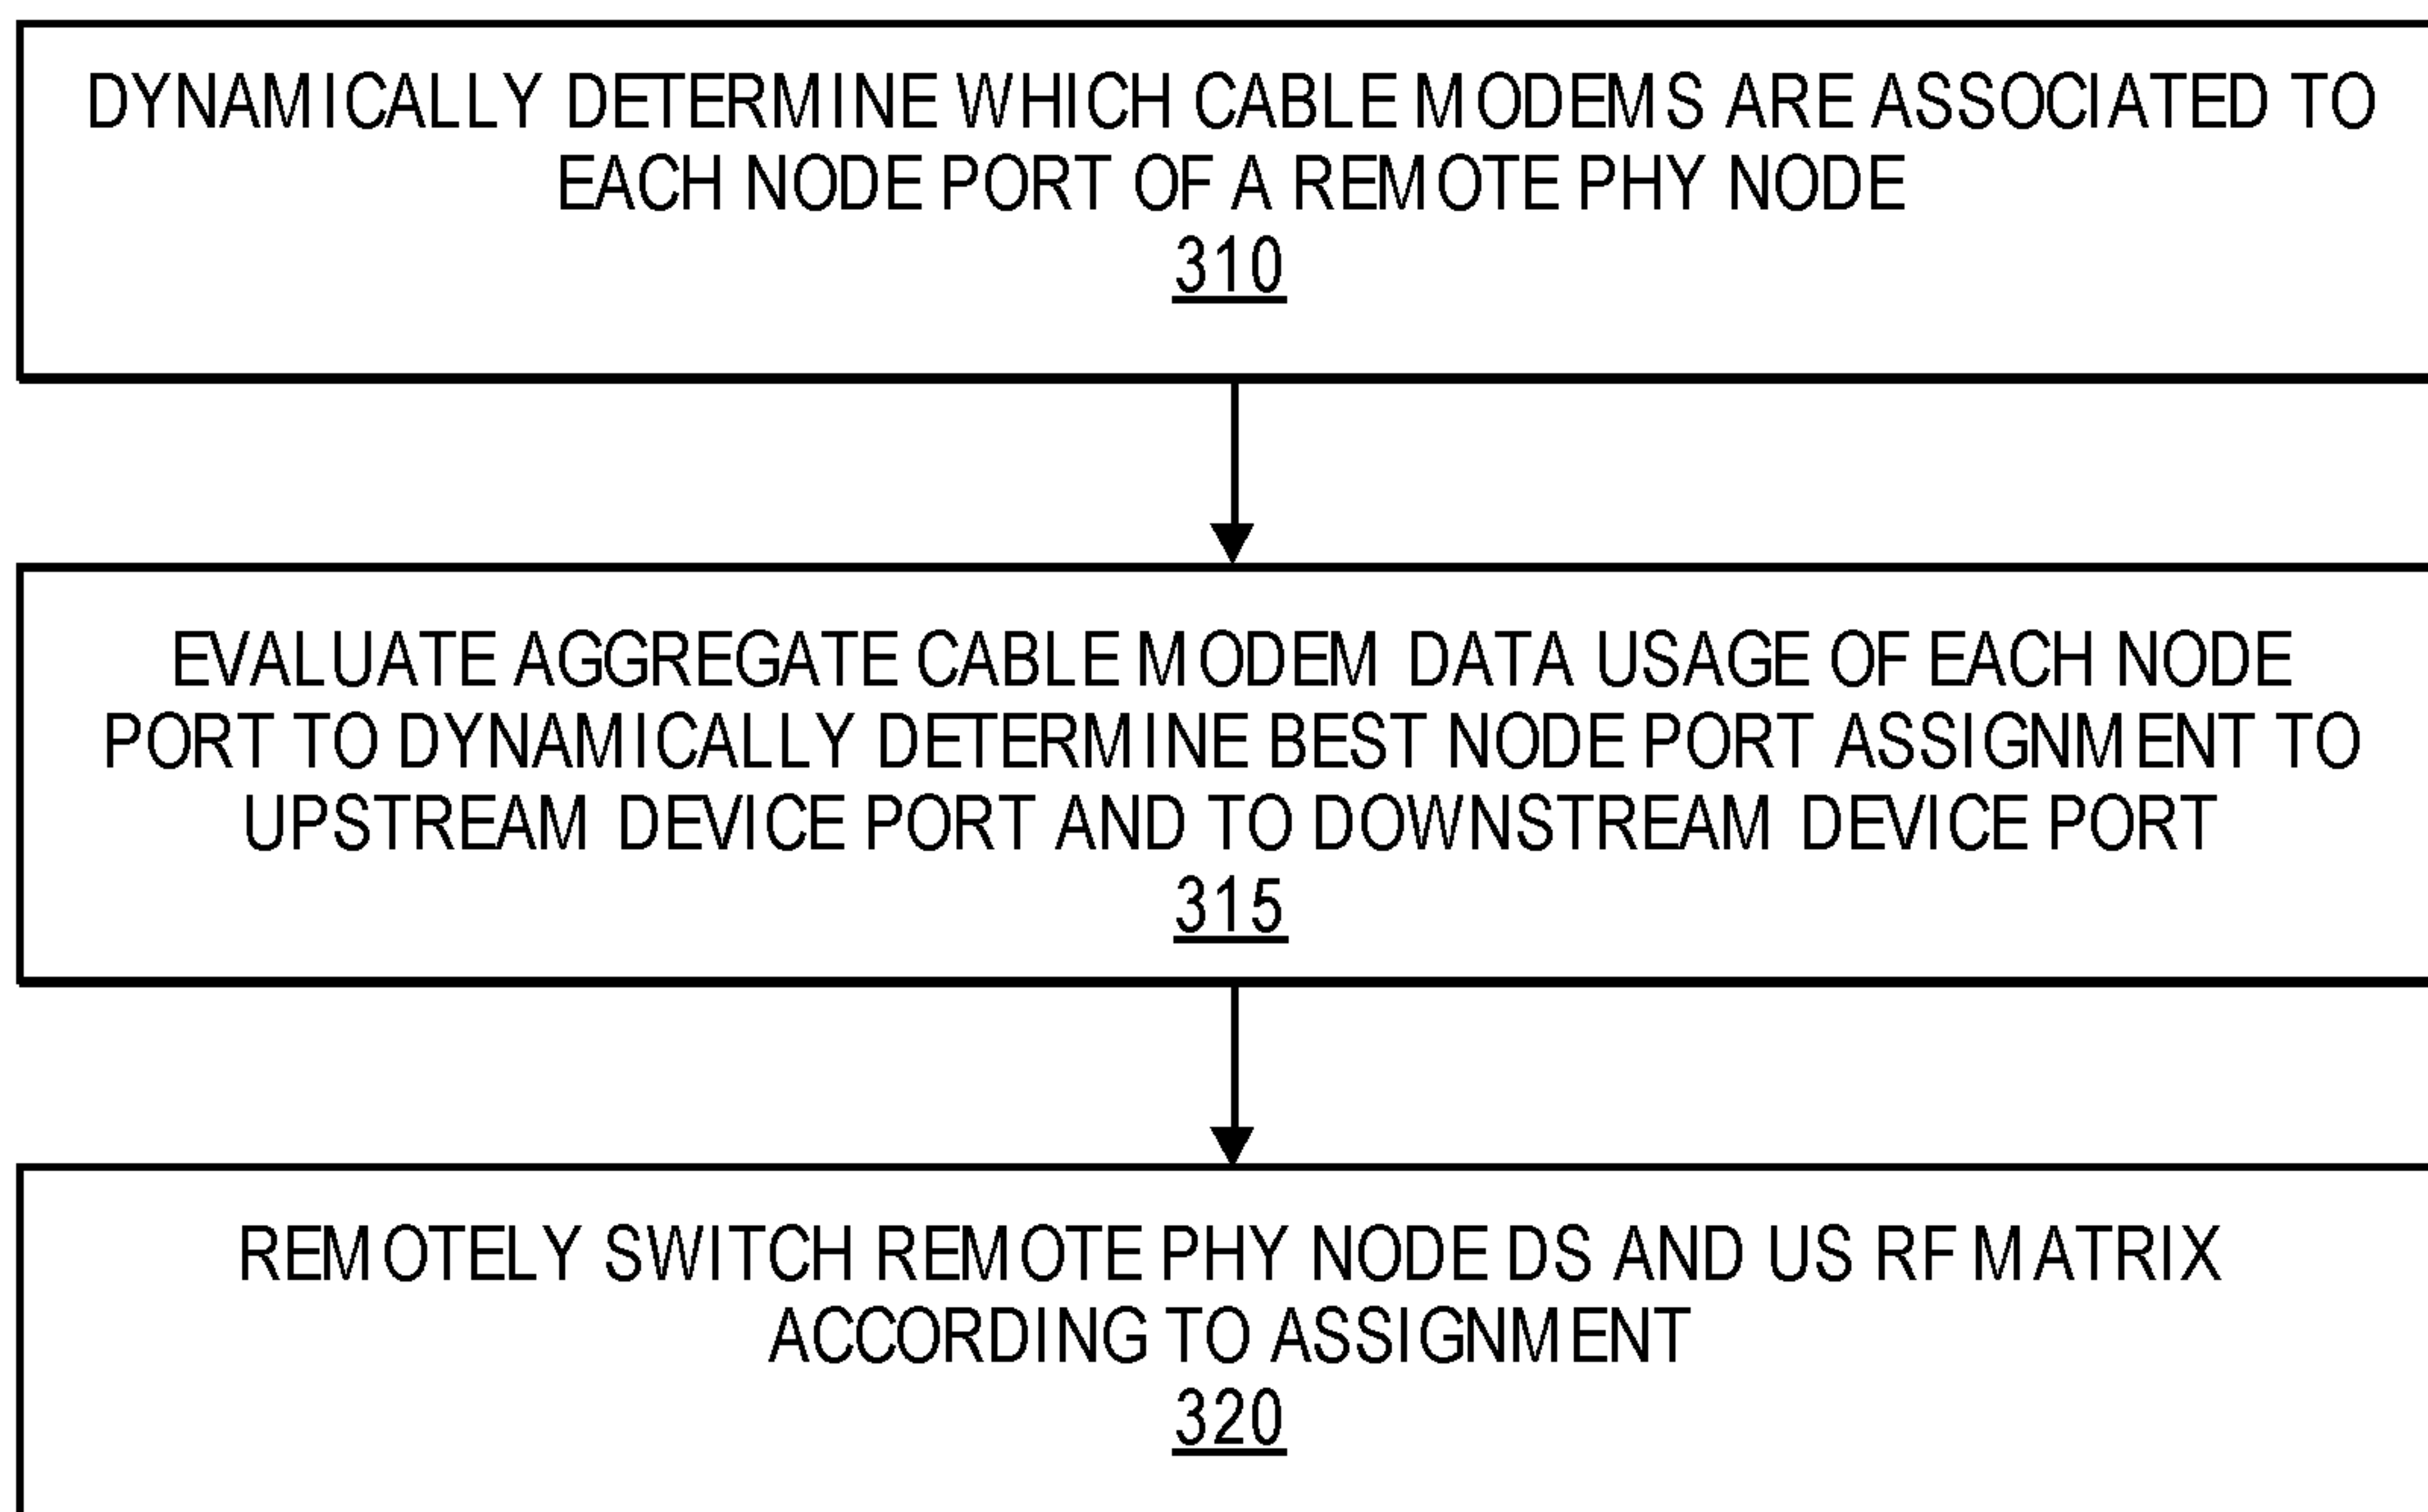 DYNAMICALLY DETERMINE WHICH CABLE MODEMS ARE ASSOCIATED TO
EACH NODE PORT OF A REMOTE PHY NODE
310
EVALUATE AGGREGATE CABLE MODEM DATA USAGE OF EACH NODE
PORT TO DYNAMICALLY DETERMINE BEST NODE PORT ASSIGNMENT TO
UPSTREAM DEVICE PORT AND TO DOWNSTREAM DEVICE PORT
315
REMOTELY SWITCH REMOTE PHY NODE DS AND US RF MATRIX
ACCORDING TO ASSIGNMENT
320